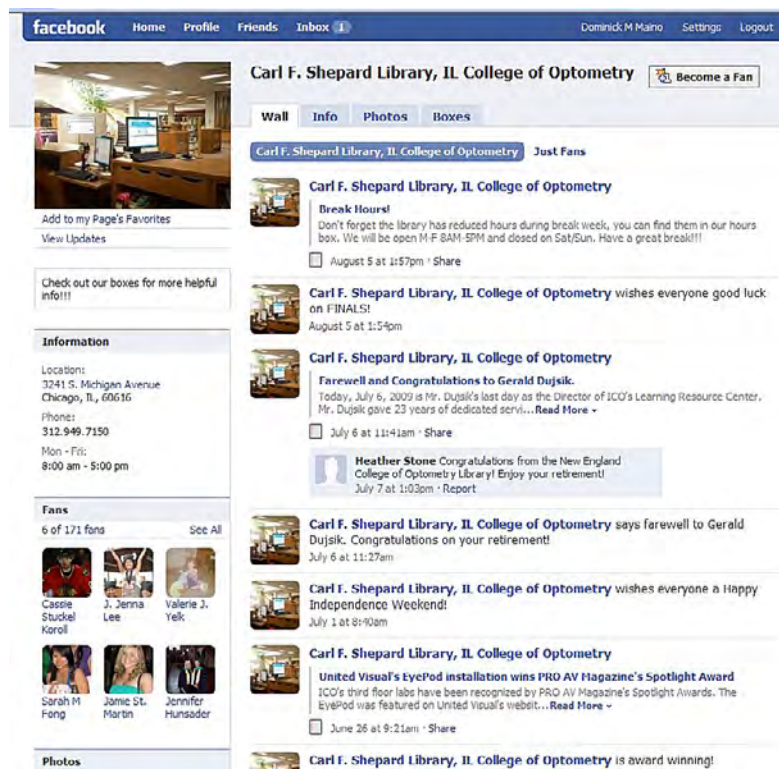 facebook Home Profile Friends Inbox 1 Dominick M Maino Settings Logout
Carl F. Shepard Library, IL College of Optometry Become a Fan
Wall Info Photos Boxes
Carl F. Shepard Library, IL College of Optometry Just Fans
Add to my Page's Favorites
View Updates
Check out our boxes for more helpful
info!!!
Information
Location:
3241 S. Michigan Avenue
Chicago, IL, 60616
Phone:
312.949.7150
Mon - Fri:
8:00 am - 5:00 pm
Fans
6 of 171 fans See All
Cassie
Stuckel
Koroll
J. Jenna
Lee
Valerie J.
Yelk
Sarah M
Fong
Jamie St.
Martin
Jennifer
Hunsader
Photos
Carl F. Shepard Library, IL College of Optometry
Break Hours!
Don't forget the library has reduced hours during break week, you can find them in our hours
box. We will be open M-F 8AM-5PM and closed on Sat/Sun. Have a great break!!!
August 5 at 1:57pm · Share
Carl F. Shepard Library, IL College of Optometry wishes everyone good luck
on FINALS!
August 5 at 1:54pm
Carl F. Shepard Library, IL College of Optometry
Farewell and Congratulations to Gerald Dujsik.
Today, July 6, 2009 is Mr. Dujsik's last day as the Director of ICO's Learning Resource Center.
Mr. Dujsik gave 23 years of dedicated servi...Read More
July 6 at 11:41am · Share
Heather Stone Congratulations from the New England
College of Optometry Library! Enjoy your retirement!
July 7 at 1:03pm · Report
Carl F. Shepard Library, IL College of Optometry says farewell to Gerald
Dujsik. Congratulations on your retirement!
July 6 at 11:27am
Carl F. Shepard Library, IL College of Optometry wishes everyone a Happy
Independence Weekend!
July 1 at 8:40am
Carl F. Shepard Library, IL College of Optometry
United Visual's EyePod installation wins PRO AV Magazine's Spotlight Award
ICO's third floor labs have been recognized by PRO AV Magazine's Spotlight Awards. The
EyePod was featured on United Visual's websit...Read More
June 26 at 9:21am · Share
Carl F. Shepard Library, IL College of Optometry is award winning!